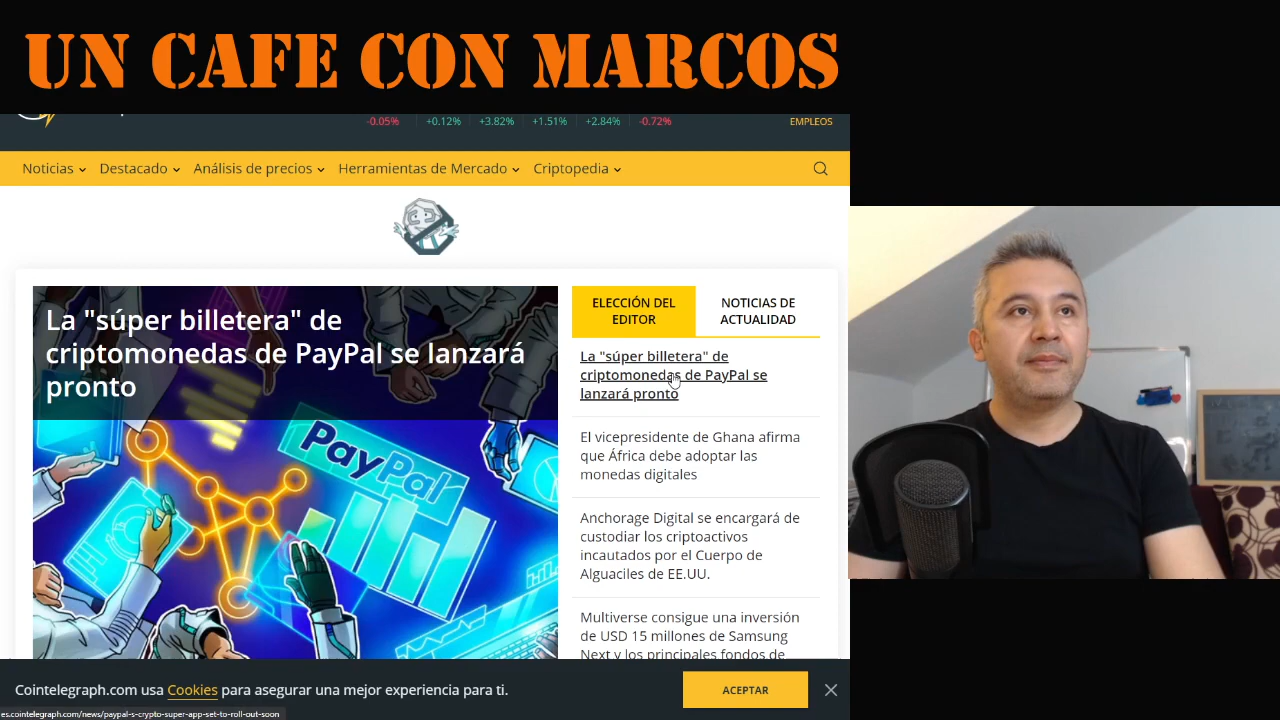 UN CAFE CON MARCOS
-0.05% +0.12% +3.82% +1.51% +2.84% -0.72% EMPLEOS
Noticias Destacado Análisis de precios Herramientas de Mercado Criptopedia
La "súper billetera" de
criptomonedas de PayPal se lanzará
pronto
PayPal
ELECCIÓN DEL
EDITOR
NOTICIAS DE
ACTUALIDAD
La "súper billetera" de
criptomonedas de PayPal se
lanzará pronto
El vicepresidente de Ghana afirma
que África debe adoptar las
monedas digitales
Anchorage Digital se encargará de
custodiar los criptoactivos
incautados por el Cuerpo de
Alguaciles de EE.UU.
Multiverse consigue una inversión
de USD 15 millones de Samsung
Next y los principales fondos de
Cointelegraph.com usa Cookies para asegurar una mejor experiencia para ti.
ACEPTAR
es.cointelegraph.com/news/paypal-s-crypto-super-app-set-to-roll-out-soon